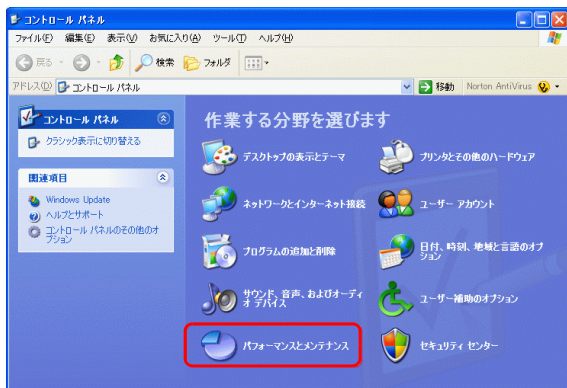 コントロール パネル
ファイル(F) 編集(E) 表示(V) お気に入り(A) ツール(T) ヘルプ(H)
戻る 検索 フォルダ
アドレス(D) コントロール パネル 移動 Norton AntiVirus
コントロール パネル
クラシック表示に切り替える
関連項目
Windows Update
ヘルプとサポート
コントロール パネルのその他のオ
プション
作業する分野を選びます
デスクトップの表示とテーマ
プリンタとその他のハードウェア
ネットワークとインターネット接続
ユーザー アカウント
プログラムの追加と削除
日付、時刻、地域と言語のオプ
ション
サウンド、音声、およびオーディ
オ デバイス
ユーザー補助のオプション
パフォーマンスとメンテナンス
セキュリティ センター